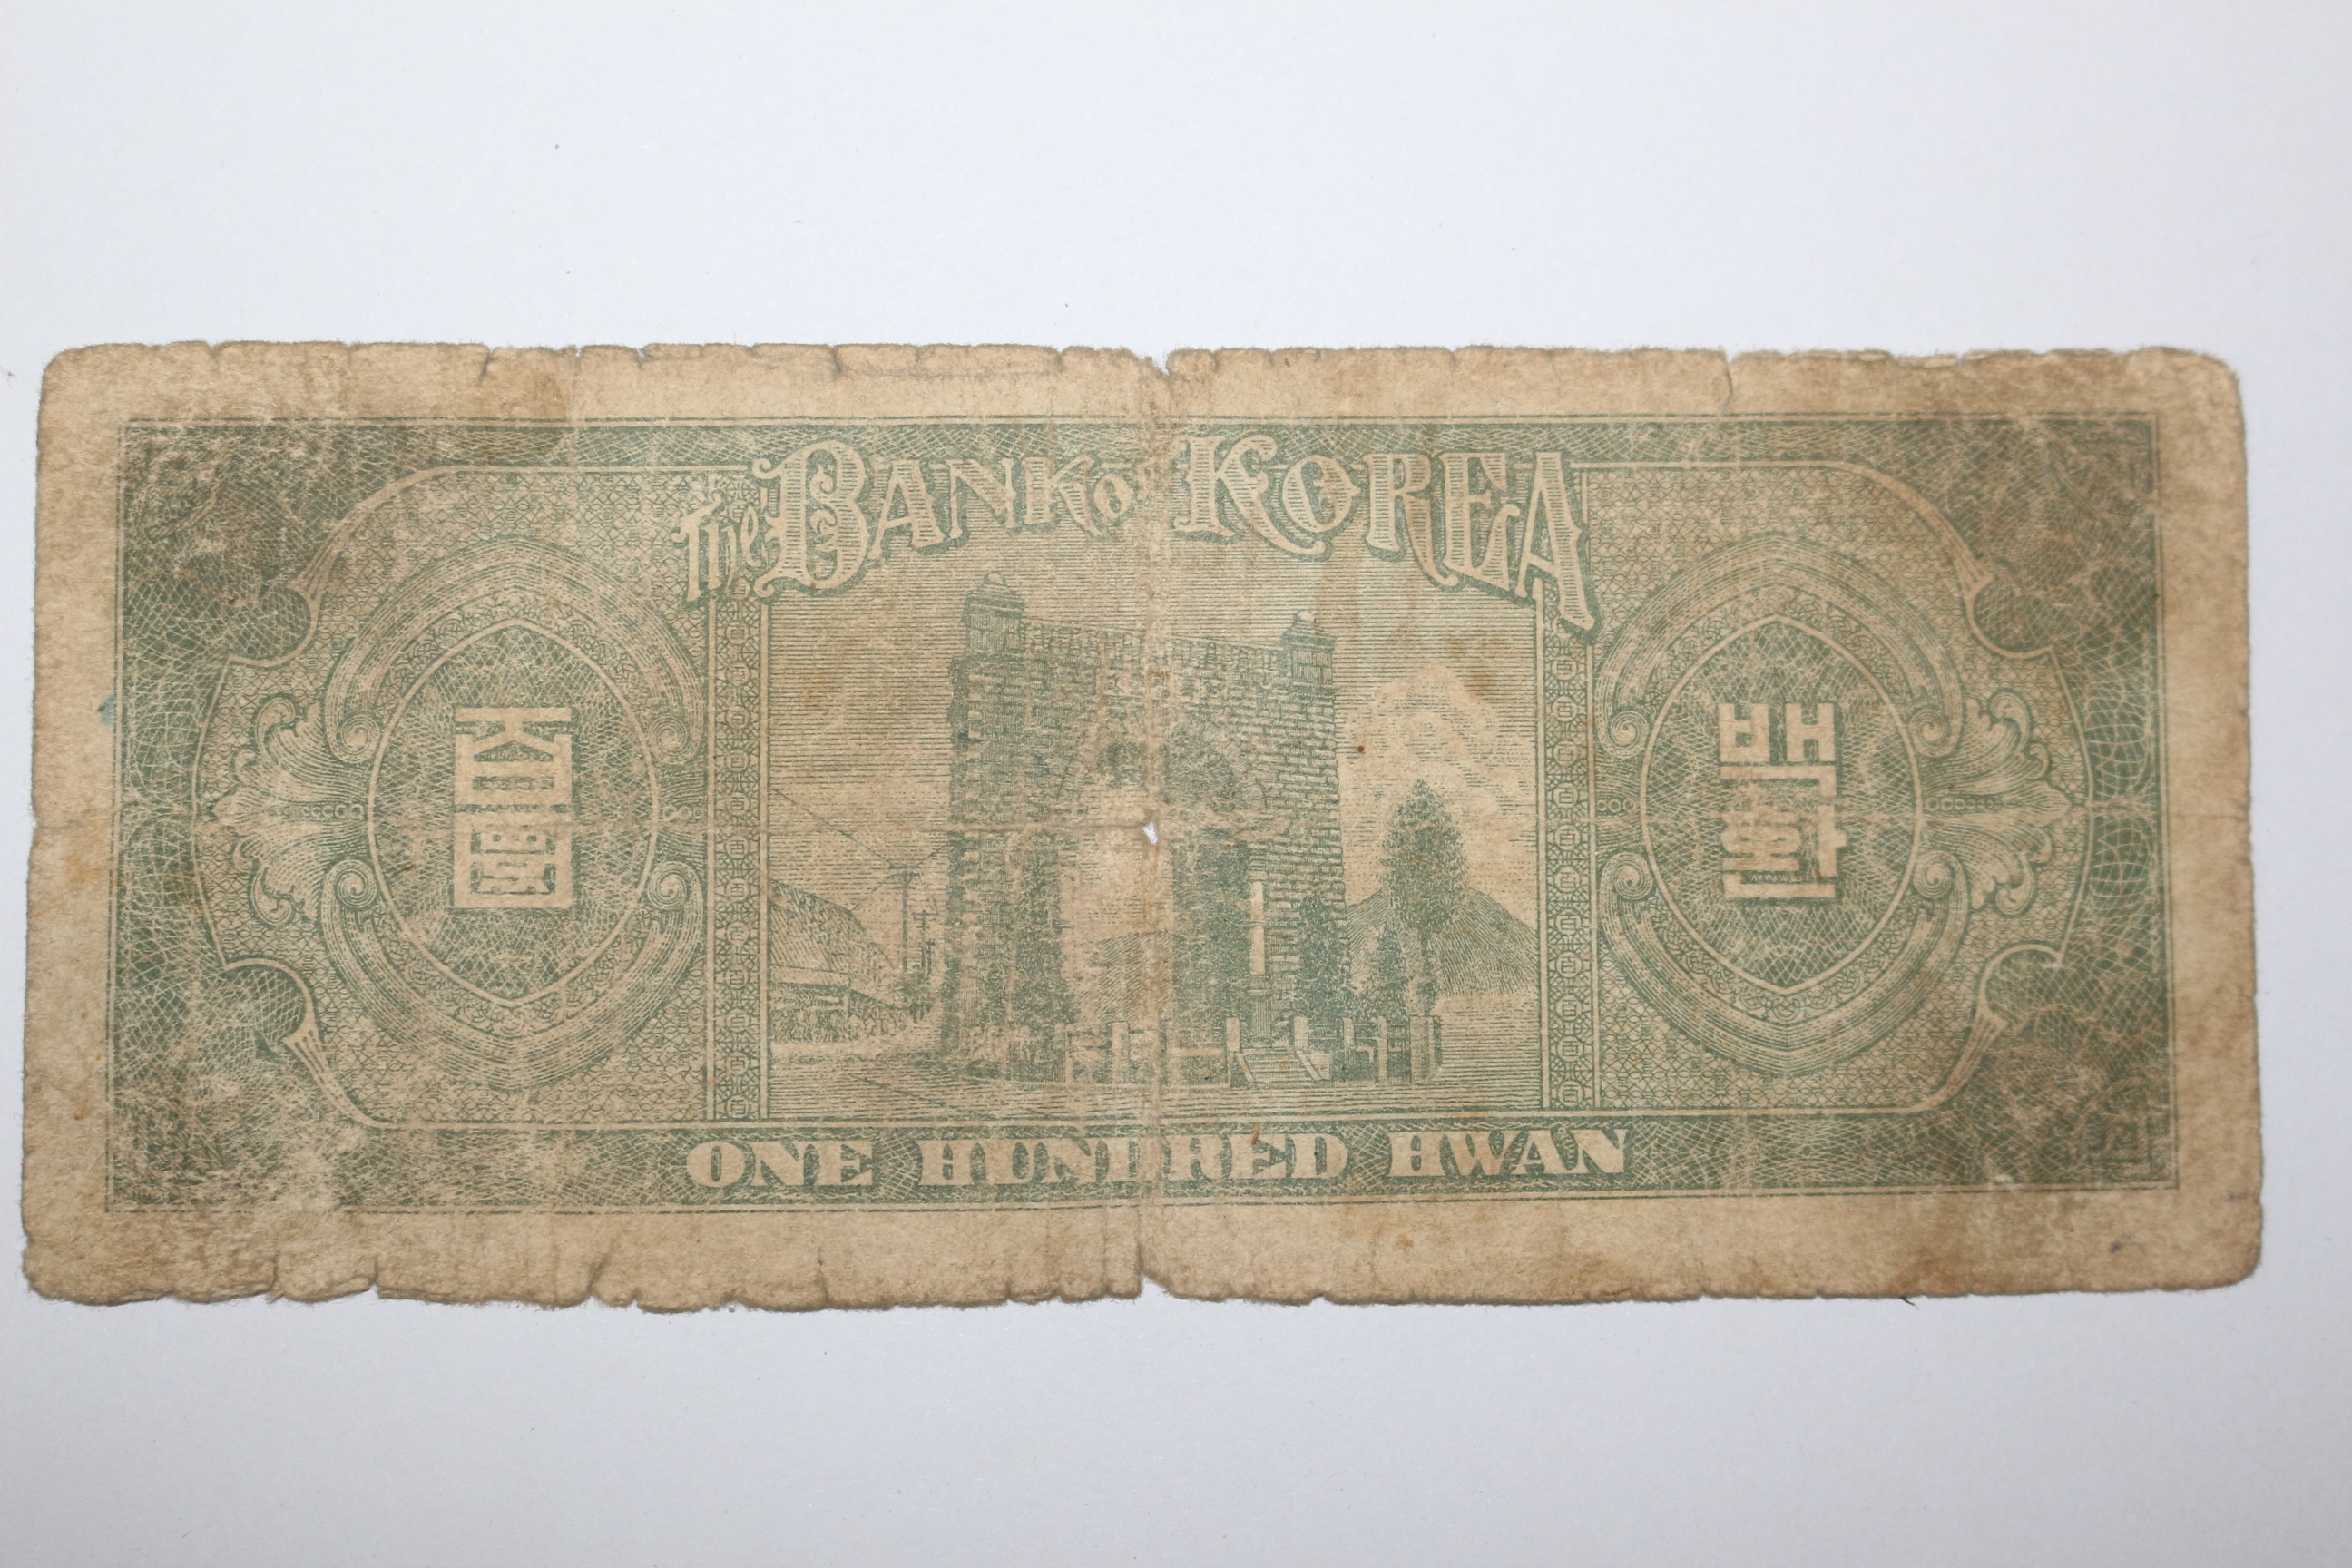 The BANK of KOREA
百圜
백환
ONE HUNDRED HWAN